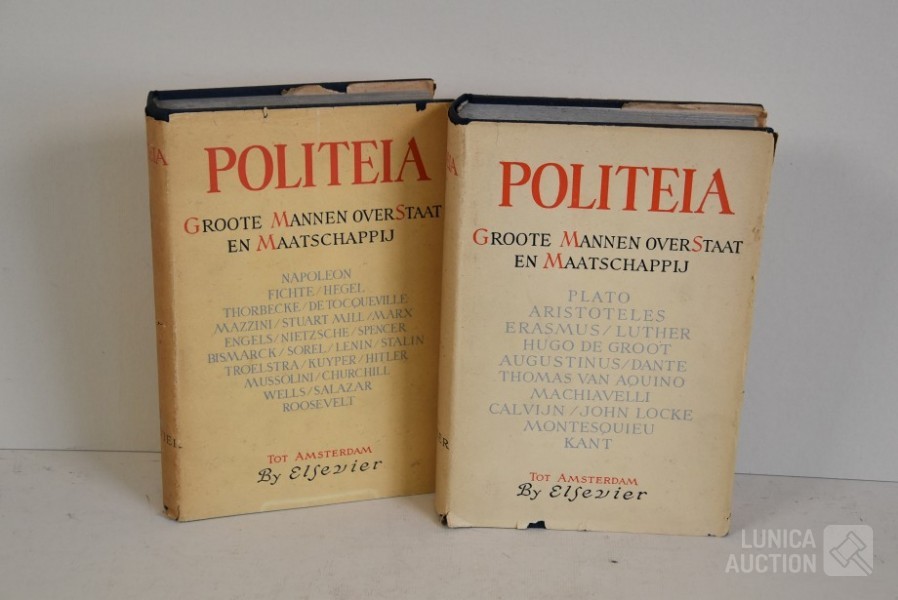 POLITEIA
GROOTE MANNEN OVER STAAT
EN MAATSCHAPPIJ
NAPOLEON
FICHTE/HEGEL
THORBECKE/DE TOCQUEVILLE
MAZZINI/STUART MILL/MARX
ENGELS/NIETZSCHE/SPENCER
BISMARCK/SOREL/LENIN/STALIN
TROELSTRA/KUYPER/HITLER
MUSSOLINI/CHURCHILL
WELLS/SALAZAR
ROOSEVELT
TOT AMSTERDAM
By Elsevier
POLITEIA
GROOTE MANNEN OVER STAAT
EN MAATSCHAPPIJ
PLATO
ARISTOTELES
ERASMUS/LUTHER
HUGO DE GROOT
AUGUSTINUS/DANTE
THOMAS VAN AQUINO
MACHIAVELLI
CALVIJN/JOHN LOCKE
MONTESQUIEU
KANT
TOT AMSTERDAM
By Elsevier
LUNICA
AUCTION